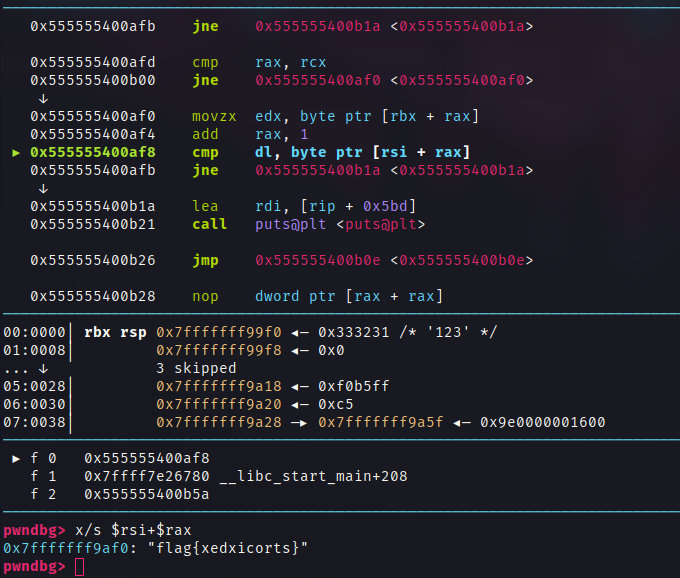 0x555555400afb jne 0x555555400b1a <0x555555400b1a>
0x555555400afd cmp rax, rcx
0x555555400b00 jne 0x555555400af0 <0x555555400af0>
↓
0x555555400af0 movzx edx, byte ptr [rbx + rax]
0x555555400af4 add rax, 1
► 0x555555400af8 cmp dl, byte ptr [rsi + rax]
0x555555400afb jne 0x555555400b1a <0x555555400b1a>
↓
0x555555400b1a lea rdi, [rip + 0x5bd]
0x555555400b21 call puts@plt <puts@plt>
0x555555400b26 jmp 0x555555400b0e <0x555555400b0e>
0x555555400b28 nop dword ptr [rax + rax]
00:0000│ rbx rsp 0x7fffffff99f0 ◂— 0x333231 /* '123' */
01:0008│ 0x7fffffff99f8 ◂— 0x0
... ↓ 3 skipped
05:0028│ 0x7fffffff9a18 ◂— 0xf0b5ff
06:0030│ 0x7fffffff9a20 ◂— 0xc5
07:0038│ 0x7fffffff9a28 —▸ 0x7fffffff9a5f ◂— 0x9e0000001600
► f 0 0x555555400af8
f 1 0x7ffff7e26780 __libc_start_main+208
f 2 0x555555400b5a
pwndbg> x/s $rsi+$rax
0x7fffffff9af0: "flag{xedxicorts}"
pwndbg>